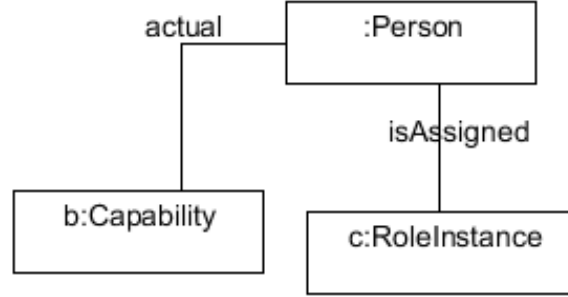 actual
:Person
isAssigned
b:Capability
c:RoleInstance